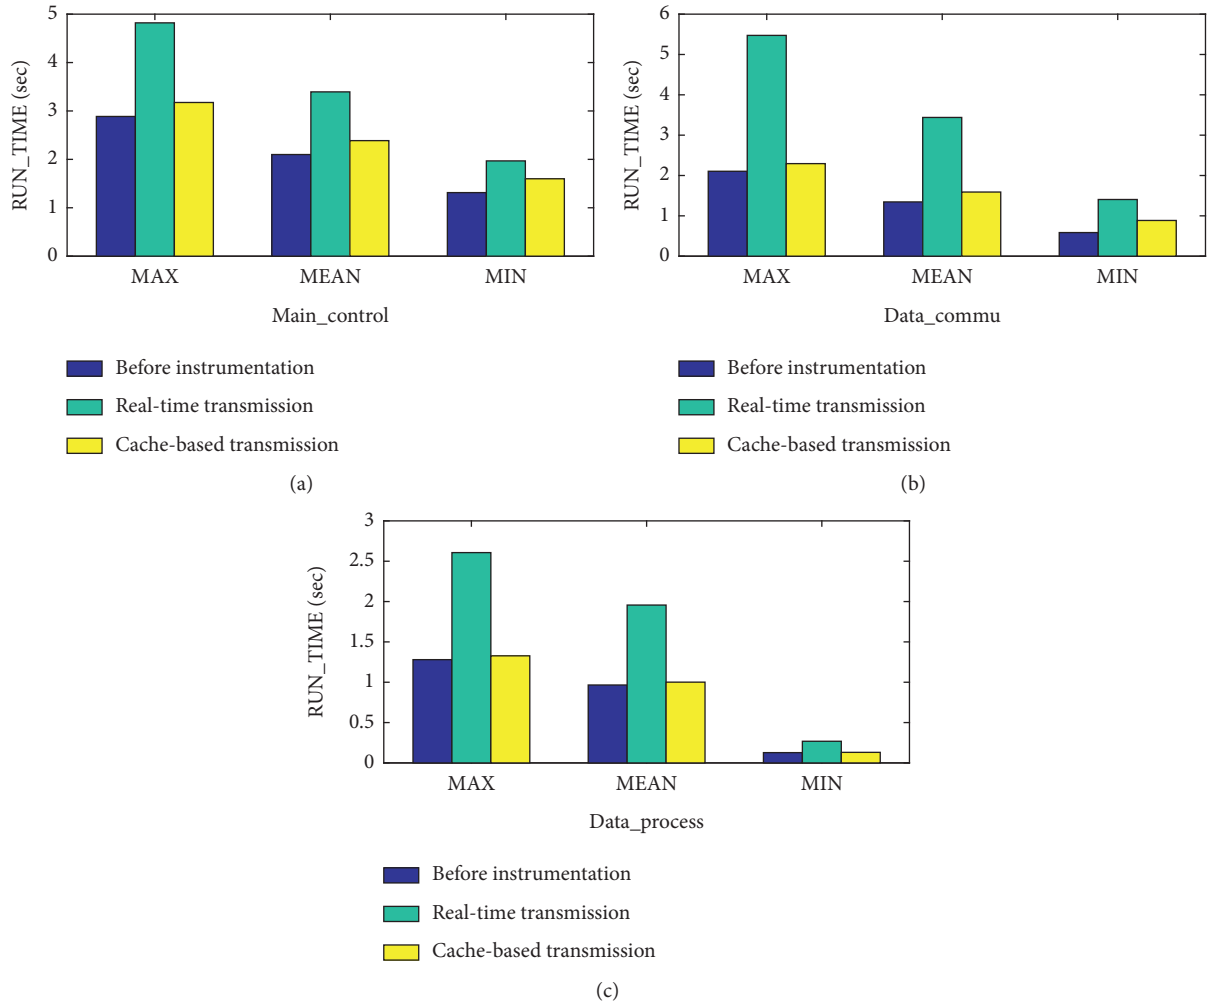 5
4
3
2
1
0
RUN_TIME (sec)
MAX MEAN MIN
Main_control
Before instrumentation
Real-time transmission
Cache-based transmission
(a)
6
5
4
3
2
1
0
RUN_TIME (sec)
MAX MEAN MIN
Data_commu
Before instrumentation
Real-time transmission
Cache-based transmission
(b)
3
2.5
2
1.5
1
0.5
0
RUN_TIME (sec)
MAX MEAN MIN
Data_process
Before instrumentation
Real-time transmission
Cache-based transmission
(c)